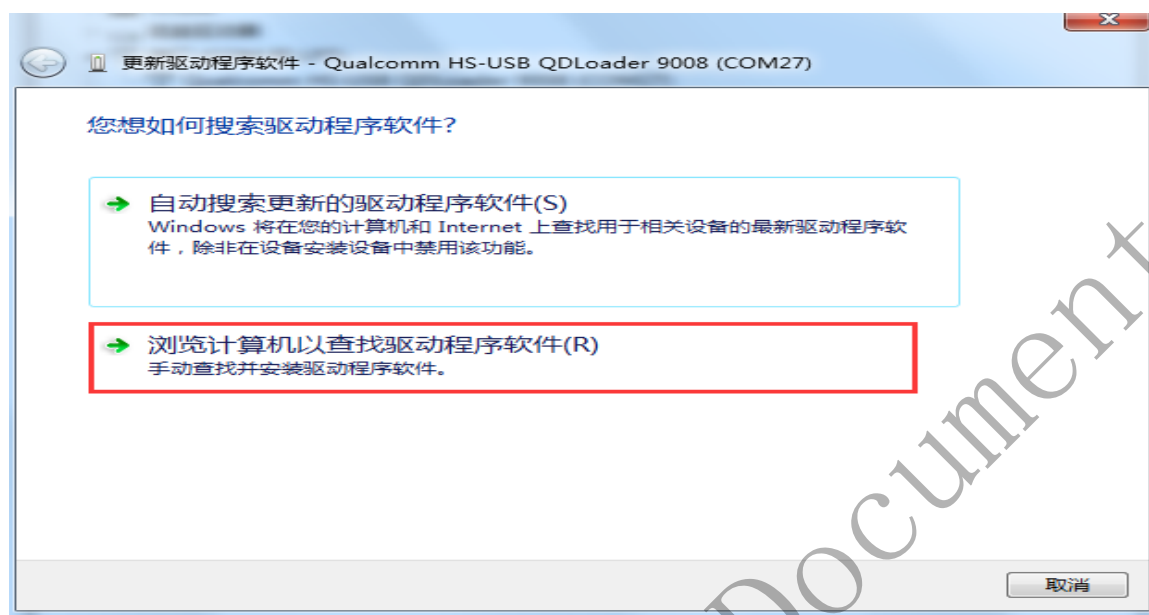 更新驱动程序软件 - Qualcomm HS-USB QDLoader 9008 (COM27)
您想如何搜索驱动程序软件?
自动搜索更新的驱动程序软件(S)
Windows 将在您的计算机和 Internet 上查找用于相关设备的最新驱动程序软
件，除非在设备安装设备中禁用该功能。
浏览计算机以查找驱动程序软件(R)
手动查找并安装驱动程序软件。
Document
取消